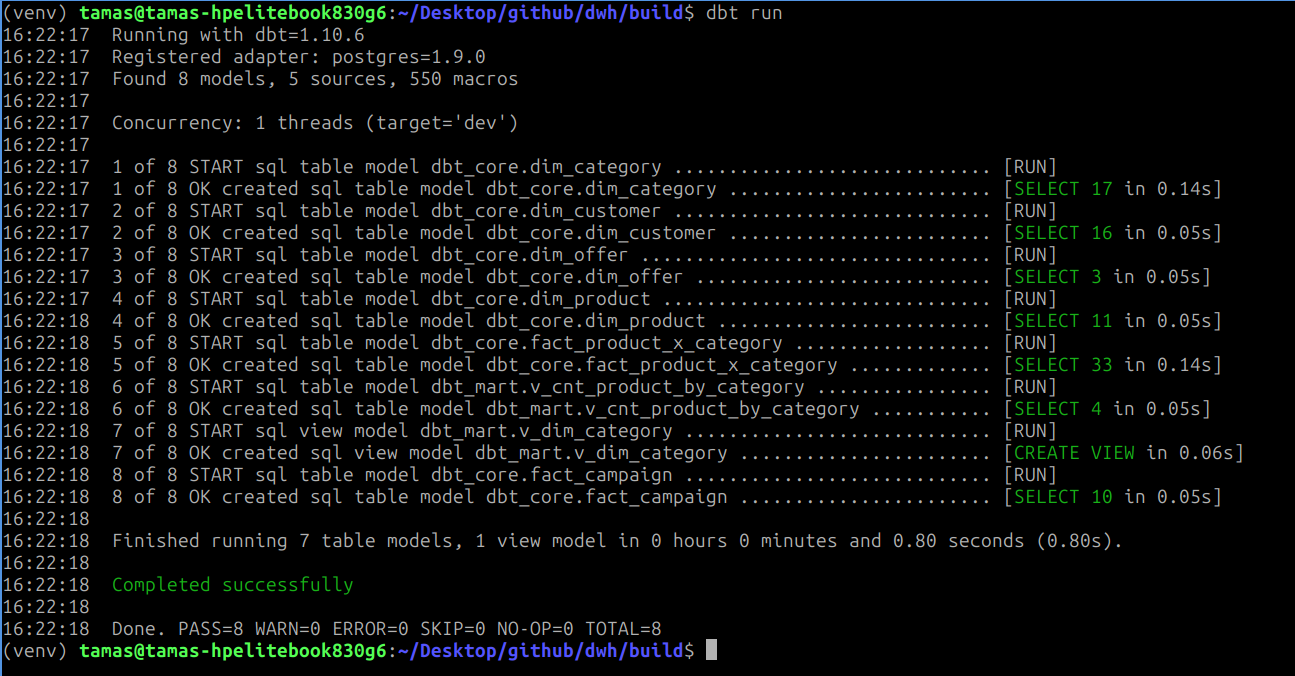 (venv) tamas@tamas-hpelitebook830g6:~/Desktop/github/dwh/build$ dbt run
16:22:17  Running with dbt=1.10.6
16:22:17  Registered adapter: postgres=1.9.0
16:22:17  Found 8 models, 5 sources, 550 macros
16:22:17
16:22:17  Concurrency: 1 threads (target='dev')
16:22:17
16:22:17  1 of 8 START sql table model dbt_core.dim_category ............................. [RUN]
16:22:17  1 of 8 OK created sql table model dbt_core.dim_category ........................ [SELECT 17 in 0.14s]
16:22:17  2 of 8 START sql table model dbt_core.dim_customer ............................. [RUN]
16:22:17  2 of 8 OK created sql table model dbt_core.dim_customer ........................ [SELECT 16 in 0.05s]
16:22:17  3 of 8 START sql table model dbt_core.dim_offer ................................ [RUN]
16:22:17  3 of 8 OK created sql table model dbt_core.dim_offer ........................... [SELECT 3 in 0.05s]
16:22:17  4 of 8 START sql table model dbt_core.dim_product .............................. [RUN]
16:22:18  4 of 8 OK created sql table model dbt_core.dim_product ......................... [SELECT 11 in 0.05s]
16:22:18  5 of 8 START sql table model dbt_core.fact_product_x_category .................. [RUN]
16:22:18  5 of 8 OK created sql table model dbt_core.fact_product_x_category ............. [SELECT 33 in 0.14s]
16:22:18  6 of 8 START sql table model dbt_mart.v_cnt_product_by_category ................ [RUN]
16:22:18  6 of 8 OK created sql table model dbt_mart.v_cnt_product_by_category ........... [SELECT 4 in 0.05s]
16:22:18  7 of 8 START sql view model dbt_mart.v_dim_category ............................ [RUN]
16:22:18  7 of 8 OK created sql view model dbt_mart.v_dim_category ....................... [CREATE VIEW in 0.06s]
16:22:18  8 of 8 START sql table model dbt_core.fact_campaign ............................ [RUN]
16:22:18  8 of 8 OK created sql table model dbt_core.fact_campaign ....................... [SELECT 10 in 0.05s]
16:22:18
16:22:18  Finished running 7 table models, 1 view model in 0 hours 0 minutes and 0.80 seconds (0.80s).
16:22:18
16:22:18  Completed successfully
16:22:18
16:22:18  Done. PASS=8 WARN=0 ERROR=0 SKIP=0 NO-OP=0 TOTAL=8
(venv) tamas@tamas-hpelitebook830g6:~/Desktop/github/dwh/build$